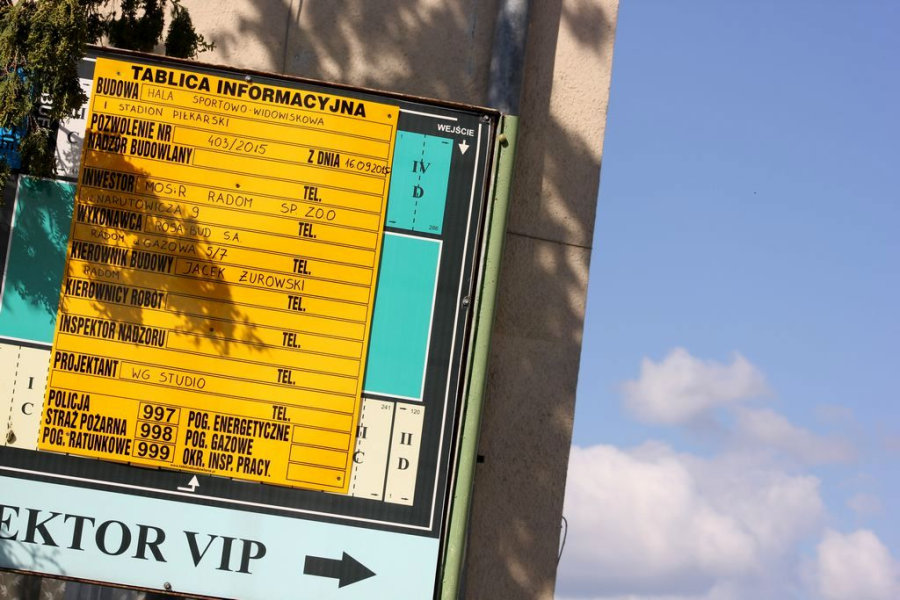 TABLICA INFORMACYJNA
BUDOWA HALA SPORTOWO-WIDOWISKOWA
I STADION PIŁKARSKI
POZWOLENIE NR 403/2015 Z DNIA 16.09.2015
NADZÓR BUDOWLANY
INWESTOR MOSiR RADOM SP ZOO TEL.
NARUTOWICZA 9
WYKONAWCA ROSA BUD S.A TEL.
RADOM GAZOWA 5/7
KIEROWNIK BUDOWY JACEK ŻUROWSKI TEL.
RADOM
KIEROWNICY ROBÓT TEL.
INSPEKTOR NADZORU TEL.
PROJEKTANT WG STUDIO TEL.
TEL.
POLICJA 997 POG. ENERGETYCZNE
STRAŻ POŻARNA 998 POG. GAZOWE
POG. RATUNKOWE 999 OKR. INSP. PRACY
WEJŚCIE
IV
D
286
I
C
C
241
120
II
D
EKTOR VIP